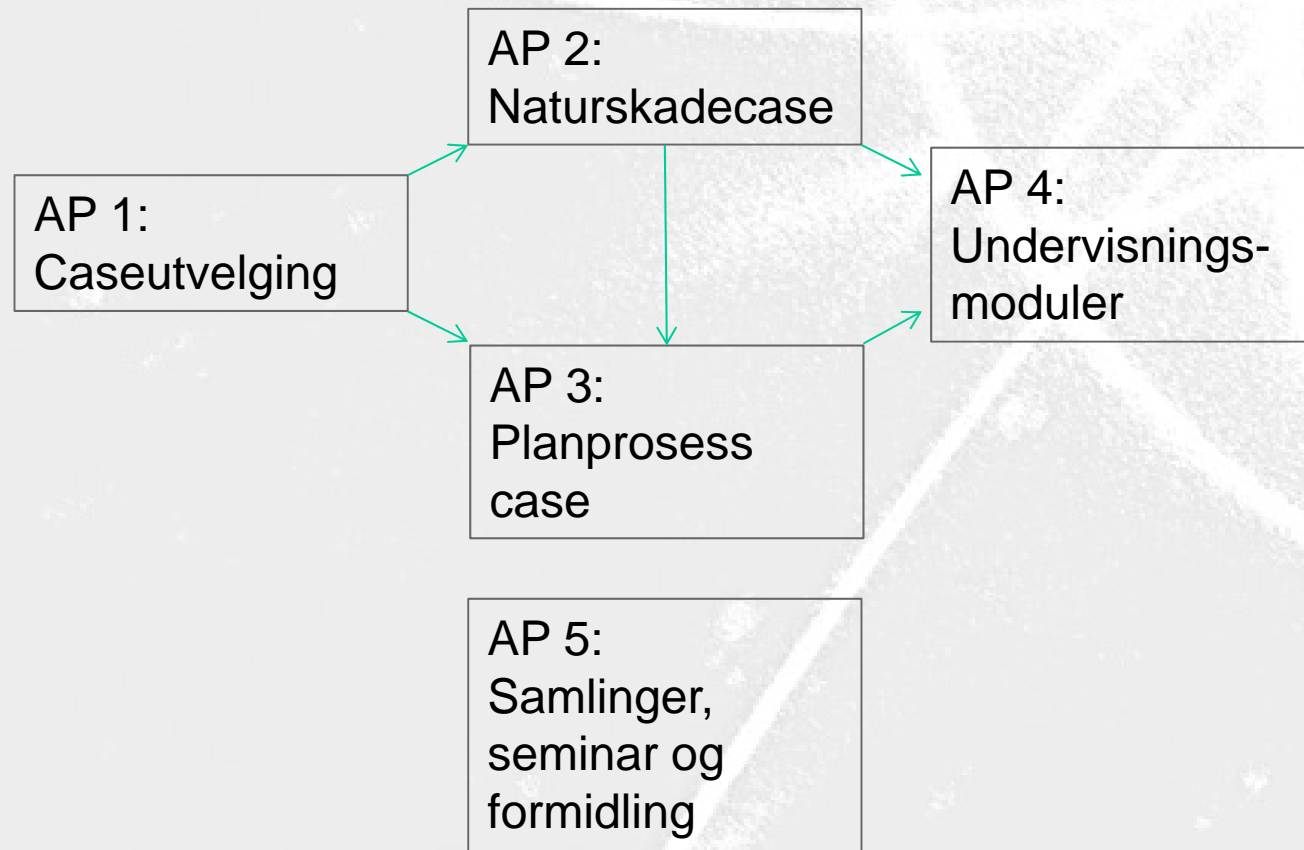 AP 1:
Caseutvelging
AP 2:
Naturskadecase
AP 3:
Planprosess
case
AP 4:
Undervisnings-
moduler
AP 5:
Samlinger,
seminar og
formidling